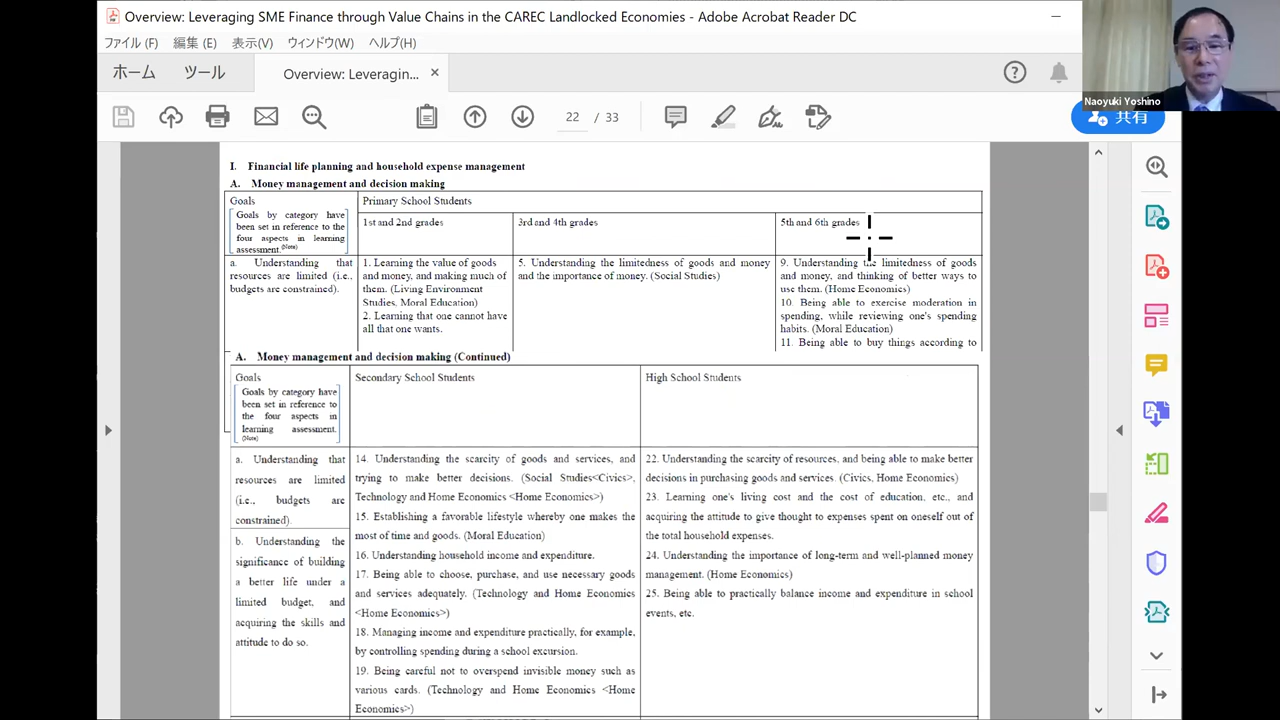 Overview: Leveraging SME Finance through Value Chains in the CAREC Landlocked Economies - Adobe Acrobat Reader DC
ファイル (F) 編集 (E) 表示(V) ウィンドウ(W) ヘルプ(H)
ホーム ツール Overview: Leveragin... ×
22 / 33
Naoyuki Yoshino
共有
I. Financial life planning and household expense management
A. Money management and decision making
Goals
Goals by category have
been set in reference to
the four aspects in learning
assessment.(Note)
Primary School Students
1st and 2nd grades
3rd and 4th grades
5th and 6th grades
a. Understanding that
resources are limited (i.e.,
budgets are constrained).
1. Learning the value of goods
and money, and making much of
them. (Living Environment
Studies, Moral Education)
2. Learning that one cannot have
all that one wants.
5. Understanding the limitedness of goods and money
and the importance of money. (Social Studies)
9. Understanding the limitedness of goods
and money, and thinking of better ways to
use them. (Home Economics)
10. Being able to exercise moderation in
spending, while reviewing one's spending
habits. (Moral Education)
11. Being able to buy things according to
A. Money management and decision making (Continued)
Goals
Goals by category have
been set in reference to
the four aspects in
learning assessment.
(Note)
Secondary School Students
High School Students
a. Understanding that
resources are limited
(i.e., budgets are
constrained).
b. Understanding the
significance of building
a better life under a
limited budget, and
acquiring the skills and
attitude to do so.
14. Understanding the scarcity of goods and services, and
trying to make better decisions. (Social Studies<Civics>,
Technology and Home Economics <Home Economics>)
15. Establishing a favorable lifestyle whereby one makes the
most of time and goods. (Moral Education)
16. Understanding household income and expenditure.
17. Being able to choose, purchase, and use necessary goods
and services adequately. (Technology and Home Economics
<Home Economics>)
18. Managing income and expenditure practically, for example,
by controlling spending during a school excursion.
19. Being careful not to overspend invisible money such as
various cards. (Technology and Home Economics <Home
Economics>)
22. Understanding the scarcity of resources, and being able to make better
decisions in purchasing goods and services. (Civics, Home Economics)
23. Learning one's living cost and the cost of education, etc., and
acquiring the attitude to give thought to expenses spent on oneself out of
the total household expenses.
24. Understanding the importance of long-term and well-planned money
management. (Home Economics)
25. Being able to practically balance income and expenditure in school
events, etc.